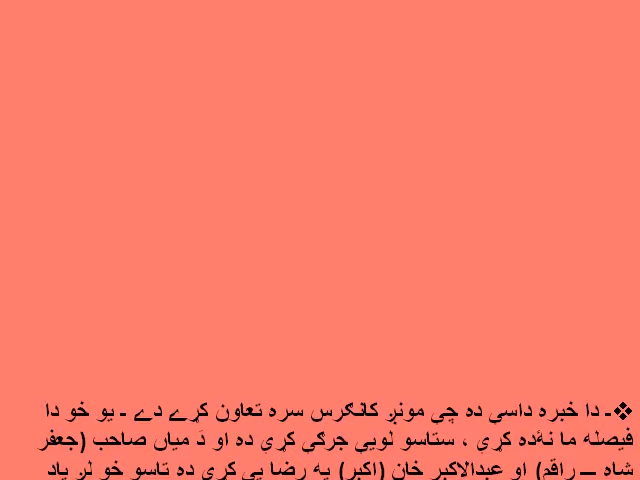 ❖ـ دا خبره داسې ده چې مونږ کانګرس سره تعاون کړے دے ـ يو خو دا
فيصله ما نۀده کړې ، ستاسو لويې جرګې کړې ده او دَ مياں صاحب (جعفر
شاه ــ راقم) او عبدالاکبر خان (اکبر) په رضا يې کړې ده تاسو خو لږ ياد